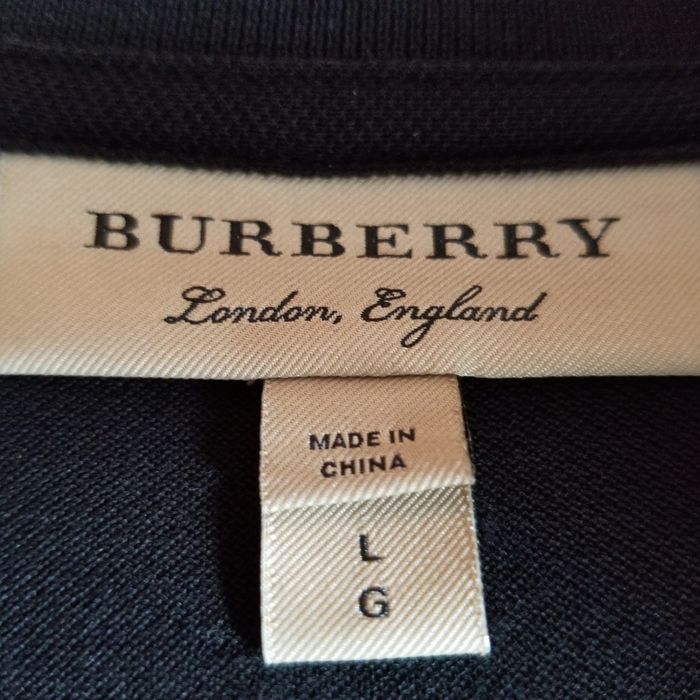 BURBERRY
London, England
MADE IN
CHINA
L
G